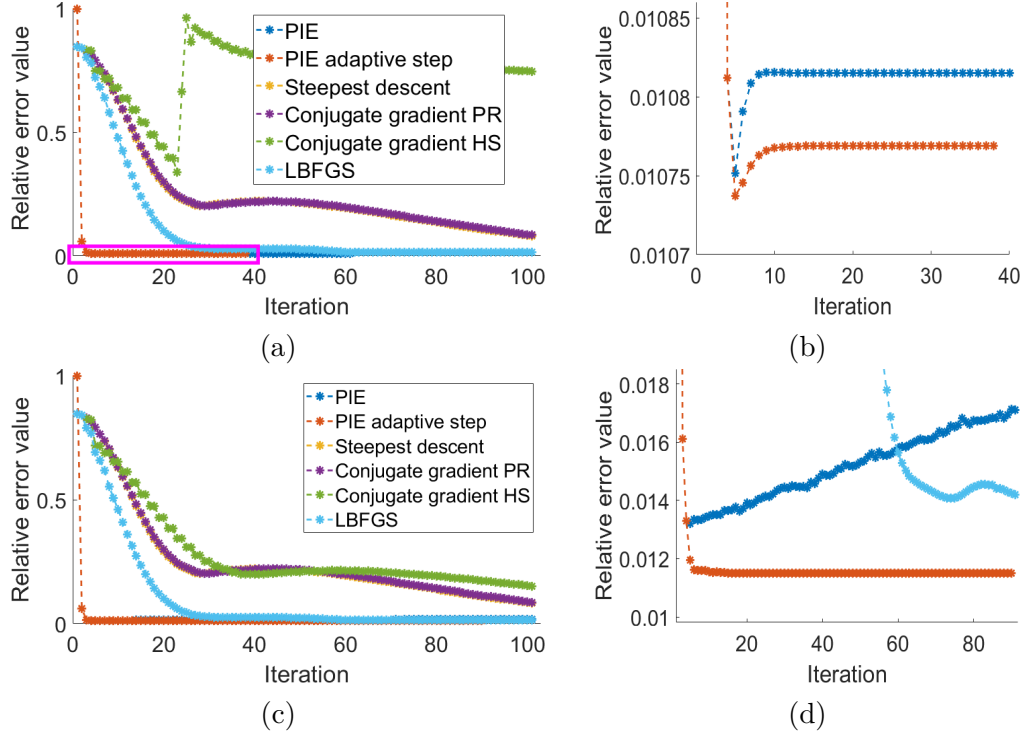 1
0.5
0
Relative error value
0
20
40
60
80
100
Iteration
PIE
PIE adaptive step
Steepest descent
Conjugate gradient PR
Conjugate gradient HS
LBFGS
(a)
0.01085
0.0108
0.01075
0.0107
Relative error value
0
10
20
30
40
Iteration
(b)
1
0.5
0
Relative error value
0
20
40
60
80
100
Iteration
PIE
PIE adaptive step
Steepest descent
Conjugate gradient PR
Conjugate gradient HS
LBFGS
(c)
0.018
0.016
0.014
0.012
0.01
Relative error value
20
40
60
80
Iteration
(d)